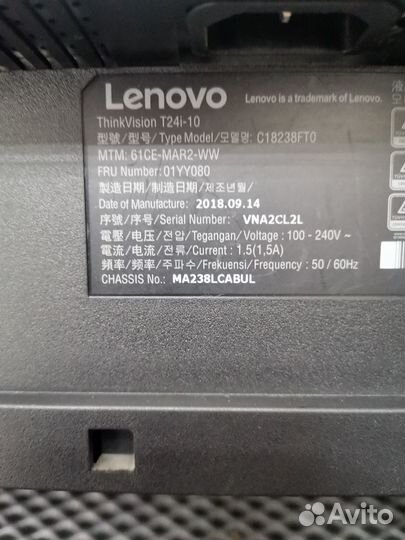 Lenovo
Lenovo is a trademark of Lenovo.
ThinkVision T24i-10
型號/型号/Type Model/모델명: C18238FT0
MTM: 61CE-MAR2-WW
FRU Number: 01YY080
製造日期/制造日期/제조년월/
Date of Manufacture: 2018.09.14
序號/序号/Serial Number: VNA2CL2L
電壓/电压/전압/Tegangan/Voltage: 100 - 240V ~
電流/电流/전류/Current: 1.5(1,5A)
頻率/频率/주파수/Frekuensi/Frequency: 50 / 60Hz
CHASSIS No.: MA238LCABUL
Avito